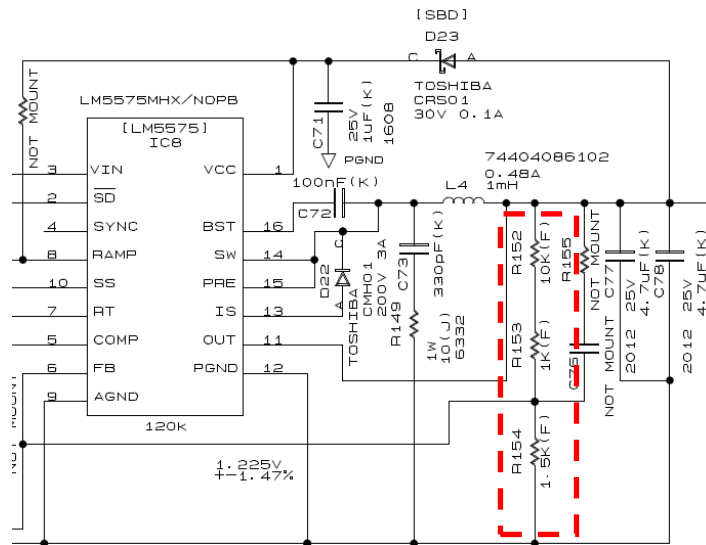 [SBD]
D23
C
A
TOSHIBA
CRS01
30V 0.1A
NOT MOUNT
LM5575MHX/NOPB
[LM5575]
IC8
C71
25V
1uF(K)
1608
PGND
3
VIN
VCC
1
2
SD
4
SYNC
BST
16
8
RAMP
SW
14
10
SS
PRE
15
7
RT
IS
13
5
COMP
OUT
11
6
FB
PGND
12
9
AGND
120k
1.225V
+-1.47%
NOT MOUNT
100nF(K)
C72
74404086102
0.48A
L4
1mH
C
D22
A
TOSHIBA
CMH01
200V 3A
C73
330pF(K)
R149
1W
10(J)
6332
R152
10K(F)
R153
1K(F)
R154
1.5K(F)
R155
NOT MOUNT
C76
NOT MOUNT
C77
25V
4.7uF(K)
2012
C78
25V
4.7uF(K)
2012